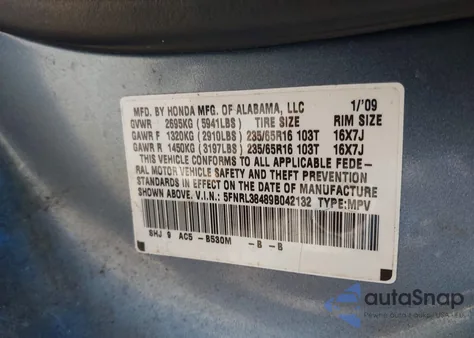 MFD. BY HONDA MFG. OF ALABAMA, LLC 1/'09
GVWR 2695KG (5941LBS) TIRE SIZE RIM SIZE
GAWR F 1320KG (2910LBS) 235/65R16 103T 16X7J
GAWR R 1450KG (3197LBS) 235/65R16 103T 16X7J
THIS VEHICLE CONFORMS TO ALL APPLICABLE FEDE-
RAL MOTOR VEHICLE SAFETY AND THEFT PREVENTION
STANDARDS IN EFFECT ON THE DATE OF MANUFACTURE
SHOWN ABOVE. V.I.N.: 5FNRL38489B042132 TYPE:MPV
SHJ 9 AC5 -B530M -B -B
autoSnap